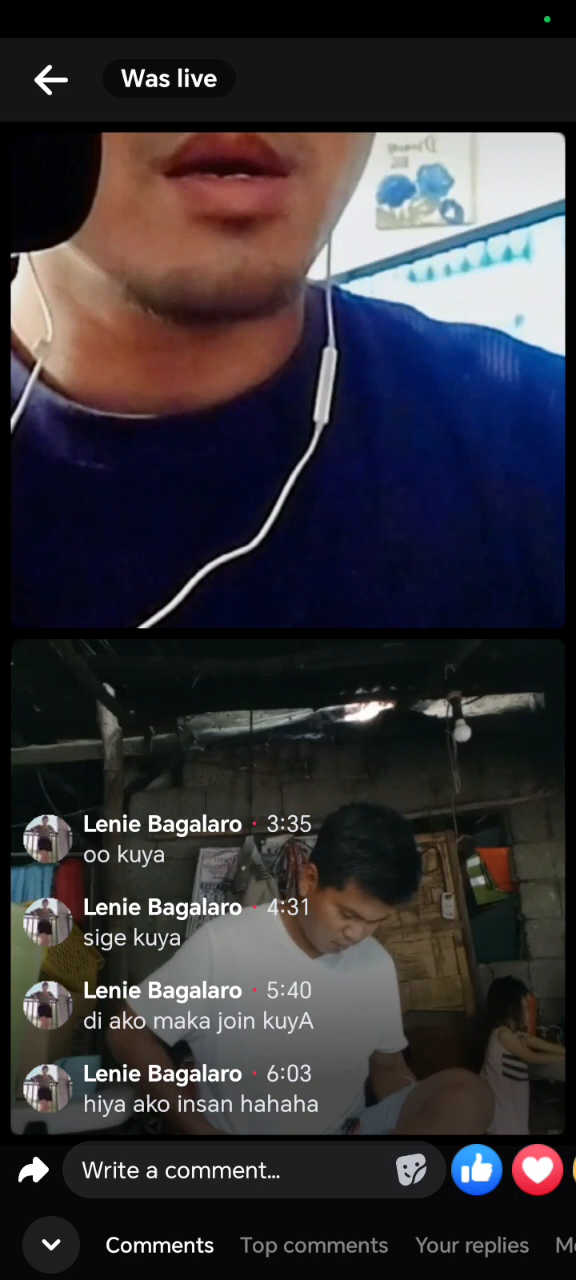 Was live
Lenie Bagalaro · 3:35
oo kuya
Lenie Bagalaro · 4:31
sige kuya
Lenie Bagalaro · 5:40
di ako maka join kuyA
Lenie Bagalaro · 6:03
hiya ako insan hahaha
Write a comment...
Comments Top comments Your replies